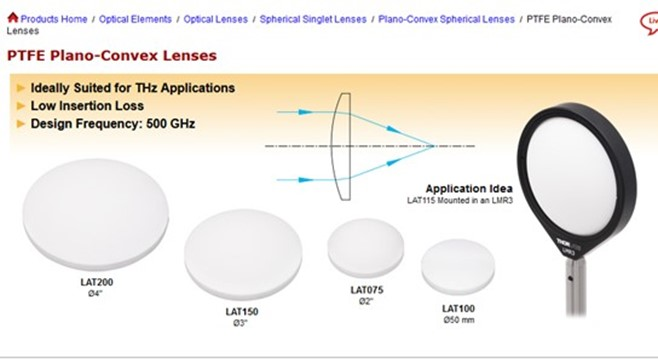 Products Home / Optical Elements / Optical Lenses / Spherical Singlet Lenses / Plano-Convex Spherical Lenses / PTFE Plano-Convex
Lenses
PTFE Plano-Convex Lenses
Ideally Suited for THz Applications
Low Insertion Loss
Design Frequency: 500 GHz
Application Idea
LAT115 Mounted in an LMR3
LAT200
Ø4"
LAT150
Ø3"
LAT075
Ø2"
LAT100
Ø50 mm
LMR3